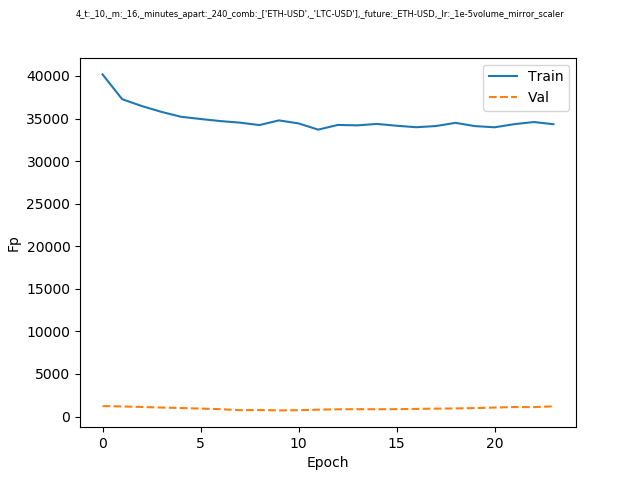 4_t:_10,_m:_16,_minutes_apart:_240_comb:_['ETH-USD',_'LTC-USD'],_future:_ETH-USD,_lr:_1e-5volume_mirror_scaler
Train
Val
40000
35000
30000
25000
20000
15000
10000
5000
0
Fp
0 5 10 15 20
Epoch